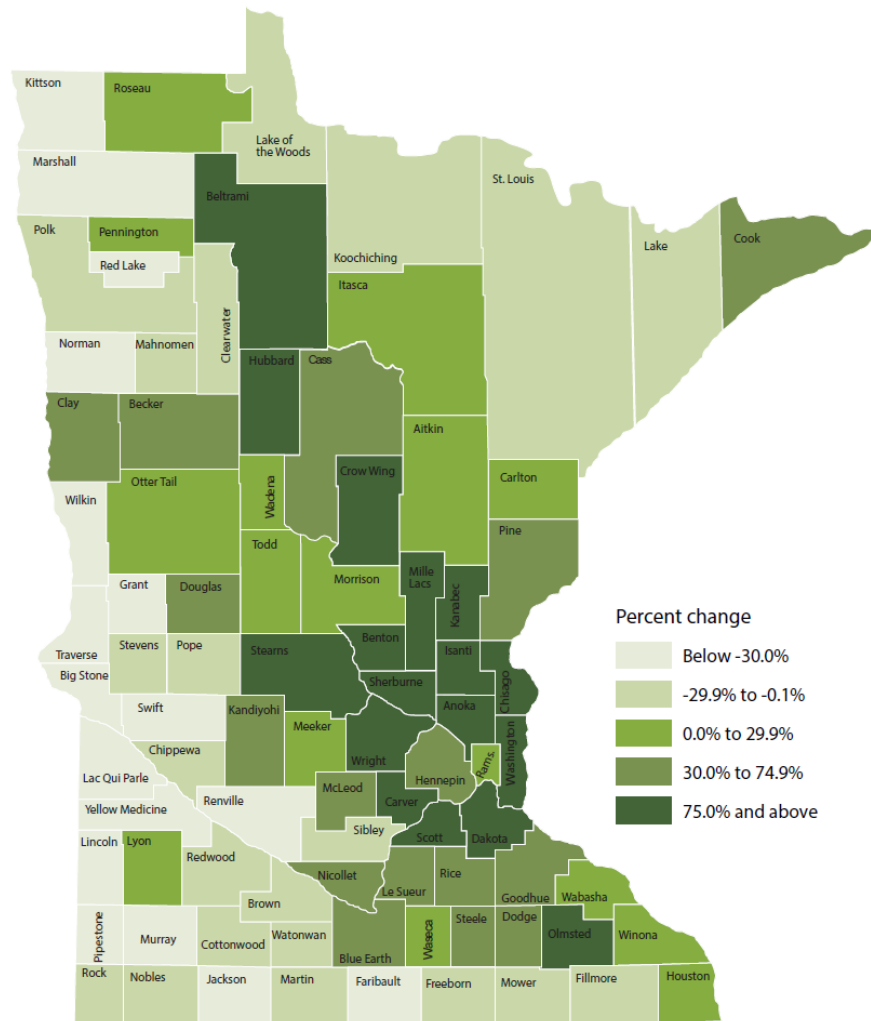 Kittson
Roseau
Lake of
the Woods
Marshall
Beltrami
St. Louis
Polk
Pennington
Red Lake
Koochiching
Lake
Cook
Itasca
Clearwater
Norman
Mahnomen
Hubbard
Cass
Clay
Becker
Aitkin
Crow Wing
Wilkin
Otter Tail
Wadena
Carlton
Pine
Todd
Morrison
Mille
Lacs
Kanabec
Grant
Douglas
Traverse
Stevens
Pope
Stearns
Benton
Isanti
Chisago
Big Stone
Sherburne
Swift
Kandiyohi
Meeker
Anoka
Washington
Chippewa
Wright
Hennepin
Rams.
Lac Qui Parle
Renville
McLeod
Carver
Yellow Medicine
Sibley
Scott
Dakota
Lincoln
Lyon
Redwood
Nicollet
Le Sueur
Rice
Goodhue
Wabasha
Brown
Pipestone
Murray
Cottonwood
Watonwan
Blue Earth
Waseca
Steele
Dodge
Olmsted
Winona
Rock
Nobles
Jackson
Martin
Faribault
Freeborn
Mower
Fillmore
Houston
Percent change
Below -30.0%
-29.9% to -0.1%
0.0% to 29.9%
30.0% to 74.9%
75.0% and above